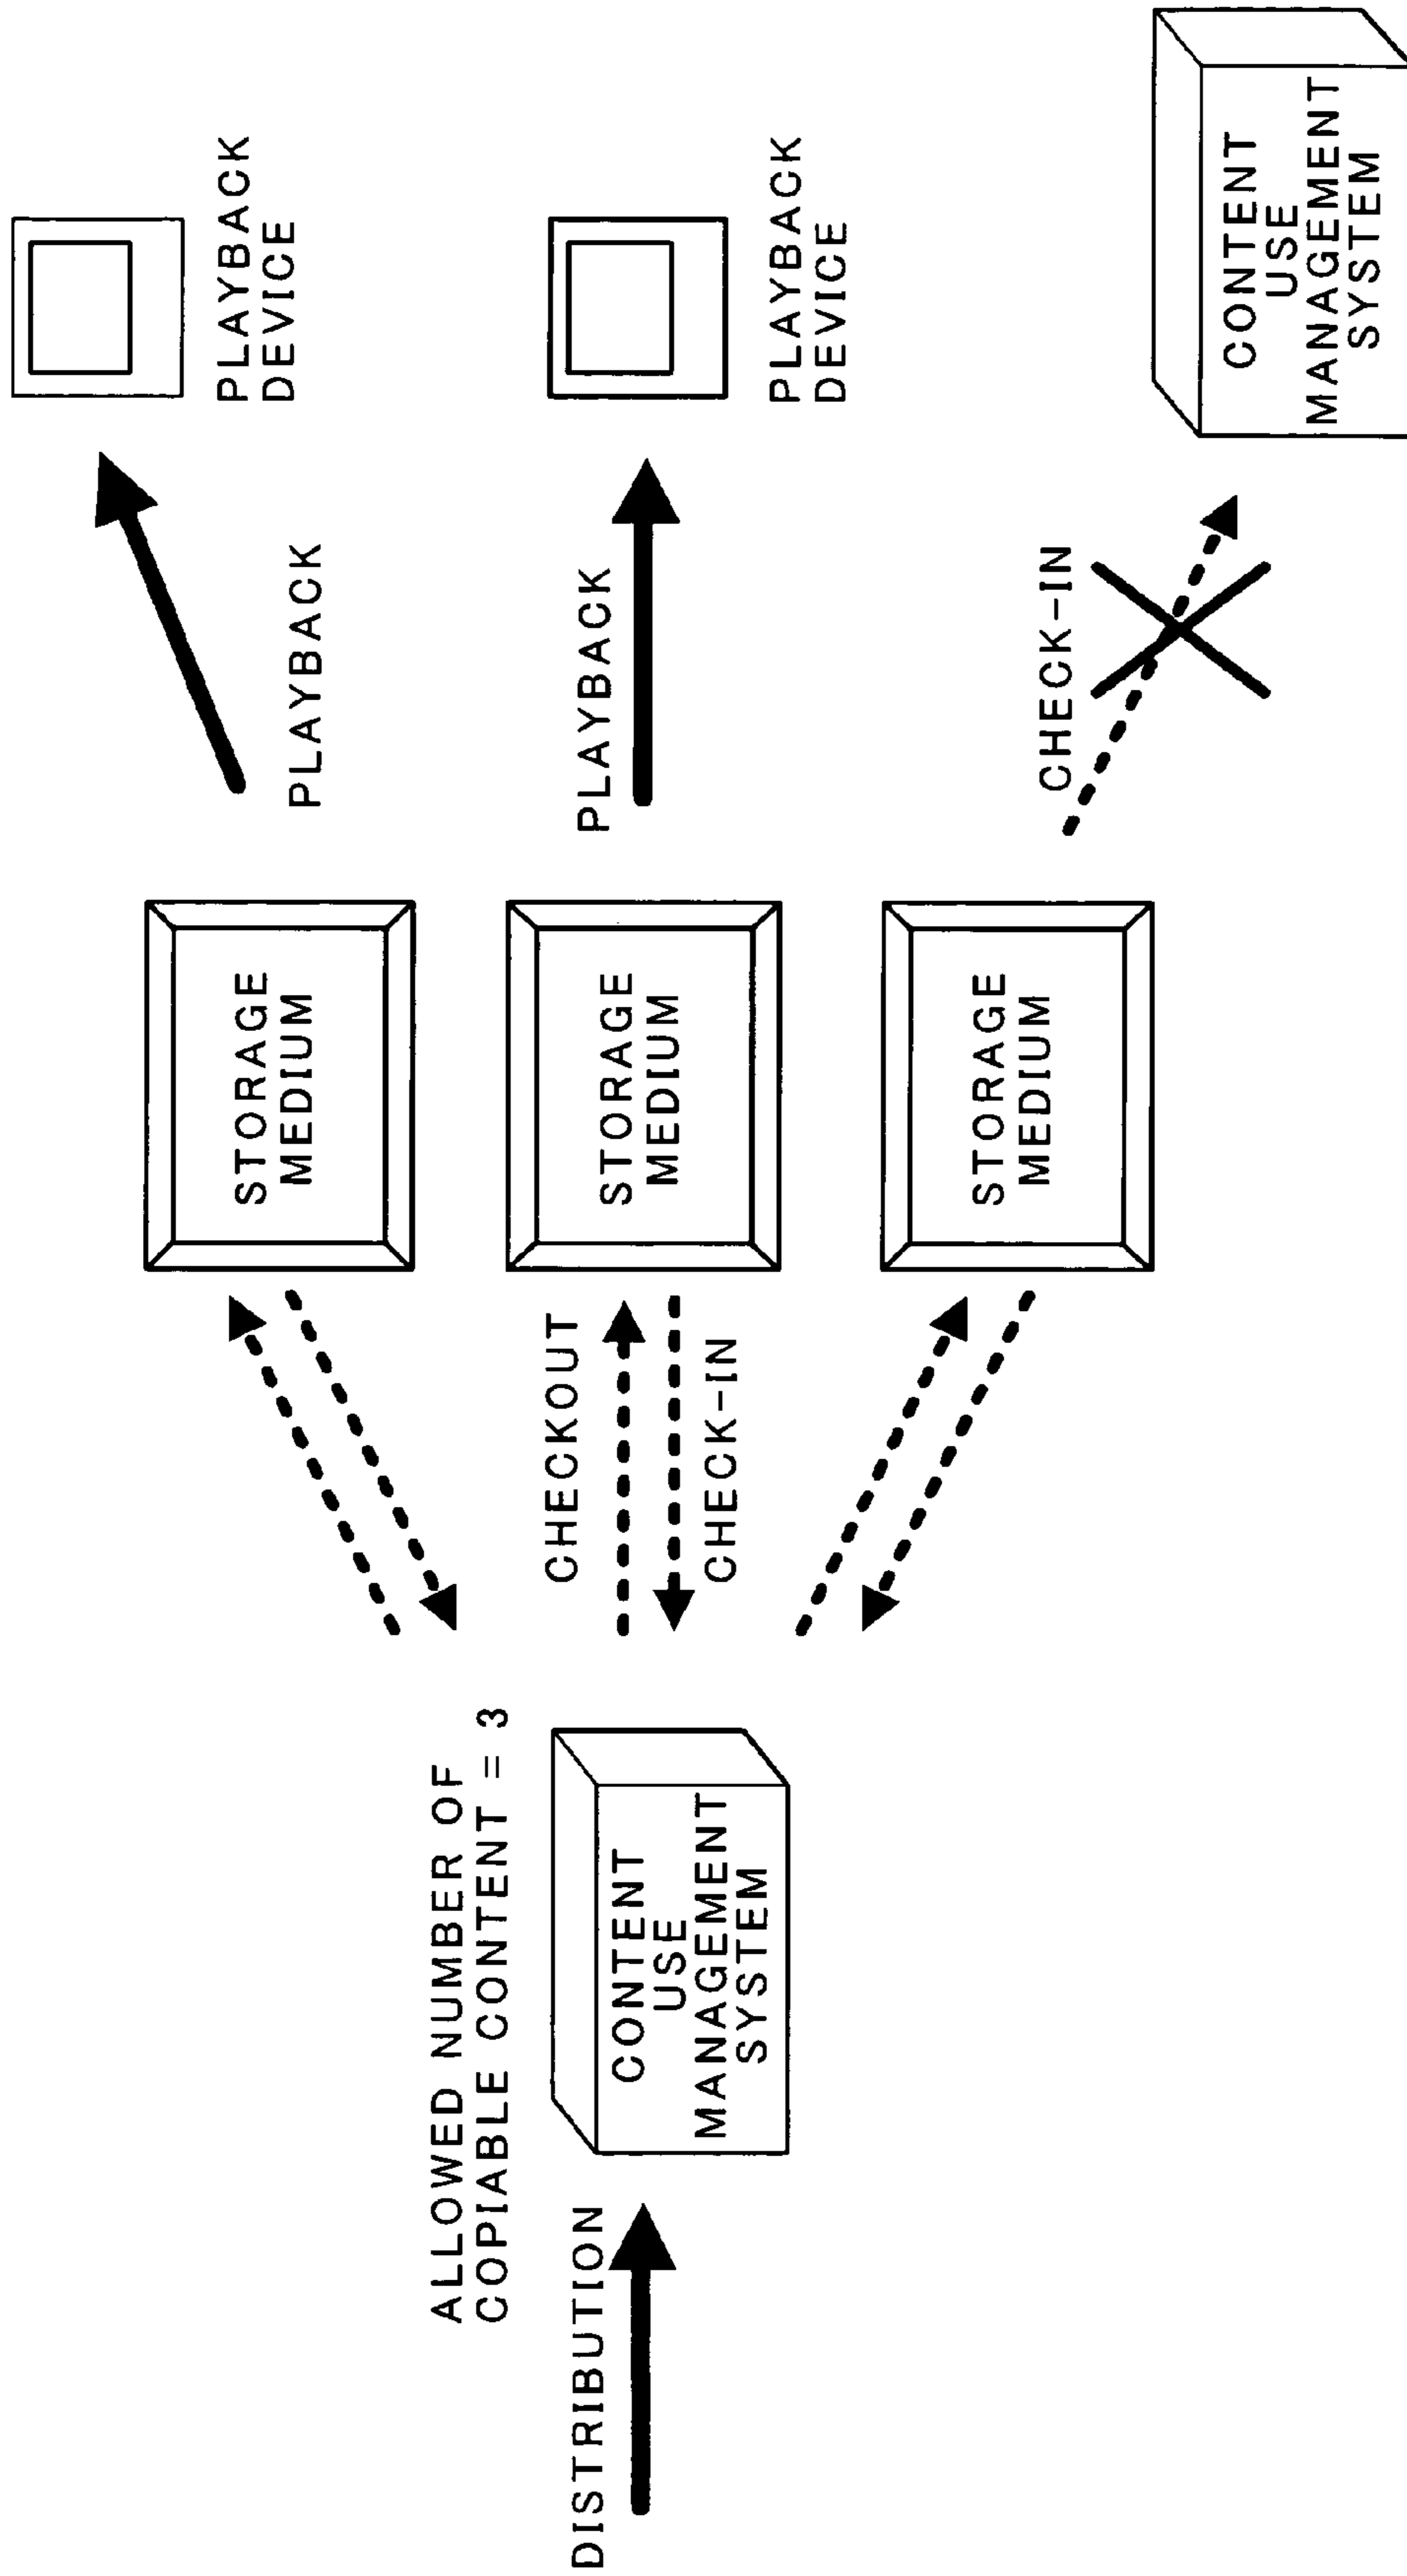 DISTRIBUTION
ALLOWED NUMBER OF
COPIABLE CONTENT = 3
CONTENT
USE
MANAGEMENT
SYSTEM
CHECKOUT
CHECK-IN
STORAGE
MEDIUM
STORAGE
MEDIUM
STORAGE
MEDIUM
PLAYBACK
PLAYBACK
CHECK-IN
PLAYBACK
DEVICE
PLAYBACK
DEVICE
CONTENT
USE
MANAGEMENT
SYSTEM